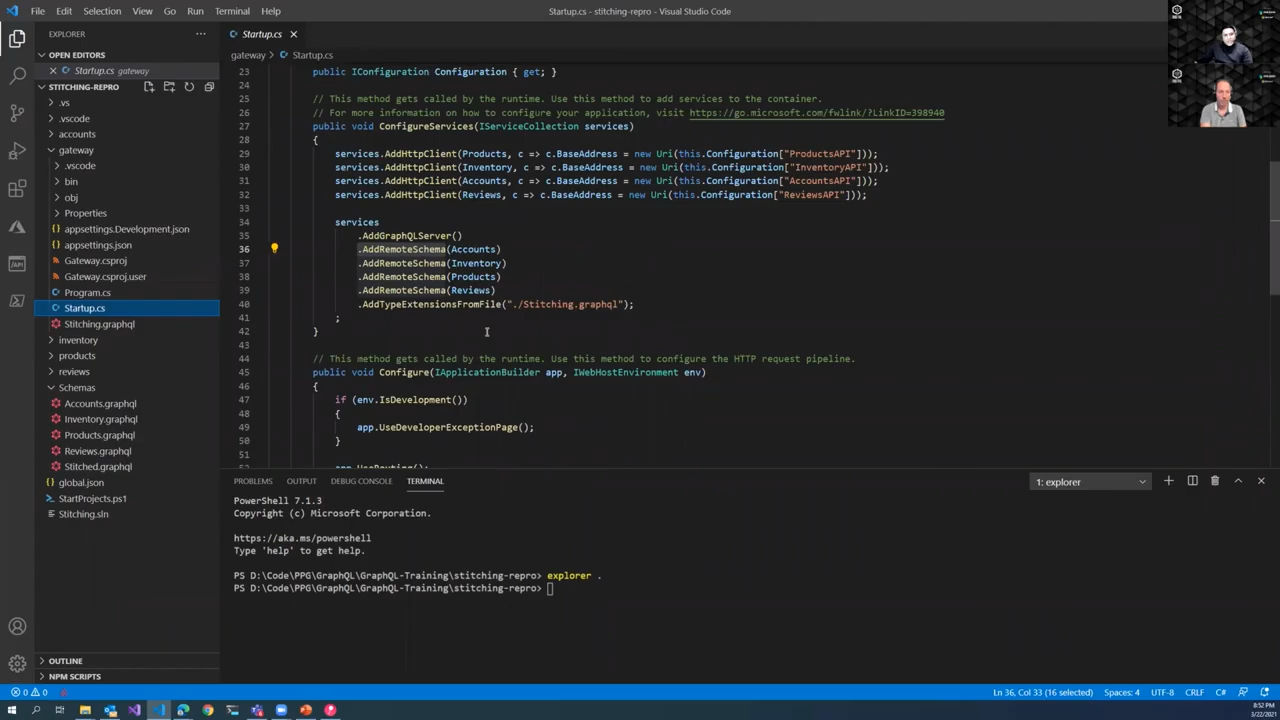 File Edit Selection View Go Run Terminal Help
Startup.cs - stitching-repro - Visual Studio Code
EXPLORER
OPEN EDITORS
Startup.cs gateway
STITCHING-REPRO
.vs
.vscode
accounts
gateway
.vscode
bin
obj
Properties
appsettings.Development.json
appsettings.json
Gateway.csproj
Gateway.csproj.user
Program.cs
Startup.cs
Stitching.graphql
inventory
products
reviews
Schemas
Accounts.graphql
Inventory.graphql
Products.graphql
Reviews.graphql
Stitched.graphql
global.json
StartProjects.ps1
Stitching.sln
OUTLINE
NPM SCRIPTS
Startup.cs
gateway > Startup.cs
23 public IConfiguration Configuration { get; }
24
25 // This method gets called by the runtime. Use this method to add services to the container.
26 // For more information on how to configure your application, visit https://go.microsoft.com/fwlink/?LinkID=398940
27 public void ConfigureServices(IServiceCollection services)
28 {
29 services.AddHttpClient(Products, c => c.BaseAddress = new Uri(this.Configuration["ProductsAPI"]));
30 services.AddHttpClient(Inventory, c => c.BaseAddress = new Uri(this.Configuration["InventoryAPI"]));
31 services.AddHttpClient(Accounts, c => c.BaseAddress = new Uri(this.Configuration["AccountsAPI"]));
32 services.AddHttpClient(Reviews, c => c.BaseAddress = new Uri(this.Configuration["ReviewsAPI"]));
33
34 services
35 .AddGraphQLServer()
36 .AddRemoteSchema(Accounts)
37 .AddRemoteSchema(Inventory)
38 .AddRemoteSchema(Products)
39 .AddRemoteSchema(Reviews)
40 .AddTypeExtensionsFromFile("./Stitching.graphql");
41 ;
42 }
43
44 // This method gets called by the runtime. Use this method to configure the HTTP request pipeline.
45 public void Configure(IApplicationBuilder app, IWebHostEnvironment env)
46 {
47 if (env.IsDevelopment())
48 {
49 app.UseDeveloperExceptionPage();
50 }
51
52 app.UseRouting();
PROBLEMS OUTPUT DEBUG CONSOLE TERMINAL
1: explorer
PowerShell 7.1.3
Copyright (c) Microsoft Corporation.
https://aka.ms/powershell
Type 'help' to get help.
PS D:\Code\PPG\GraphQL\GraphQL-Training\stitching-repro> explorer .
PS D:\Code\PPG\GraphQL\GraphQL-Training\stitching-repro>
0 0
Ln 36, Col 33 (16 selected) Spaces: 4 UTF-8 CRLF C#
8:52 PM
3/22/2021